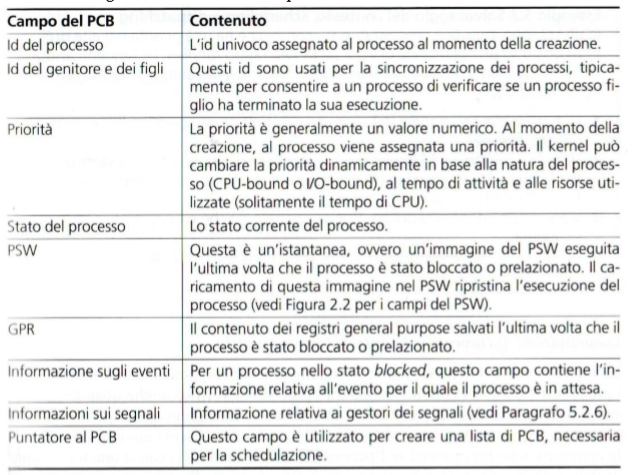 Campo del PCB Contenuto
Id del processo L'id univoco assegnato al processo al momento della creazione.
Id del genitore e dei figli Questi id sono usati per la sincronizzazione dei processi, tipica-
mente per consentire a un processo di verificare se un processo fi-
glio ha terminato la sua esecuzione.
Priorità La priorità è generalmente un valore numerico. Al momento della
creazione, al processo viene assegnata una priorità. Il kernel può
cambiare la priorità dinamicamente in base alla natura del proces-
so (CPU-bound o I/O-bound), al tempo di attività e alle risorse uti-
lizzate (solitamente il tempo di CPU).
Stato del processo Lo stato corrente del processo.
PSW Questa è un'istantanea, ovvero un'immagine del PSW eseguita
l'ultima volta che il processo è stato bloccato o prelazionato. Il ca-
ricamento di questa immagine nel PSW ripristina l'esecuzione del
processo (vedi Figura 2.2 per i campi del PSW).
GPR Il contenuto dei registri general purpose salvati l'ultima volta che il
processo è stato bloccato o prelazionato.
Informazione sugli eventi Per un processo nello stato blocked, questo campo contiene l'in-
formazione relativa all'evento per il quale il processo è in attesa.
Informazioni sui segnali Informazione relativa ai gestori dei segnali (vedi Paragrafo 5.2.6).
Puntatore al PCB Questo campo è utilizzato per creare una lista di PCB, necessaria
per la schedulazione.